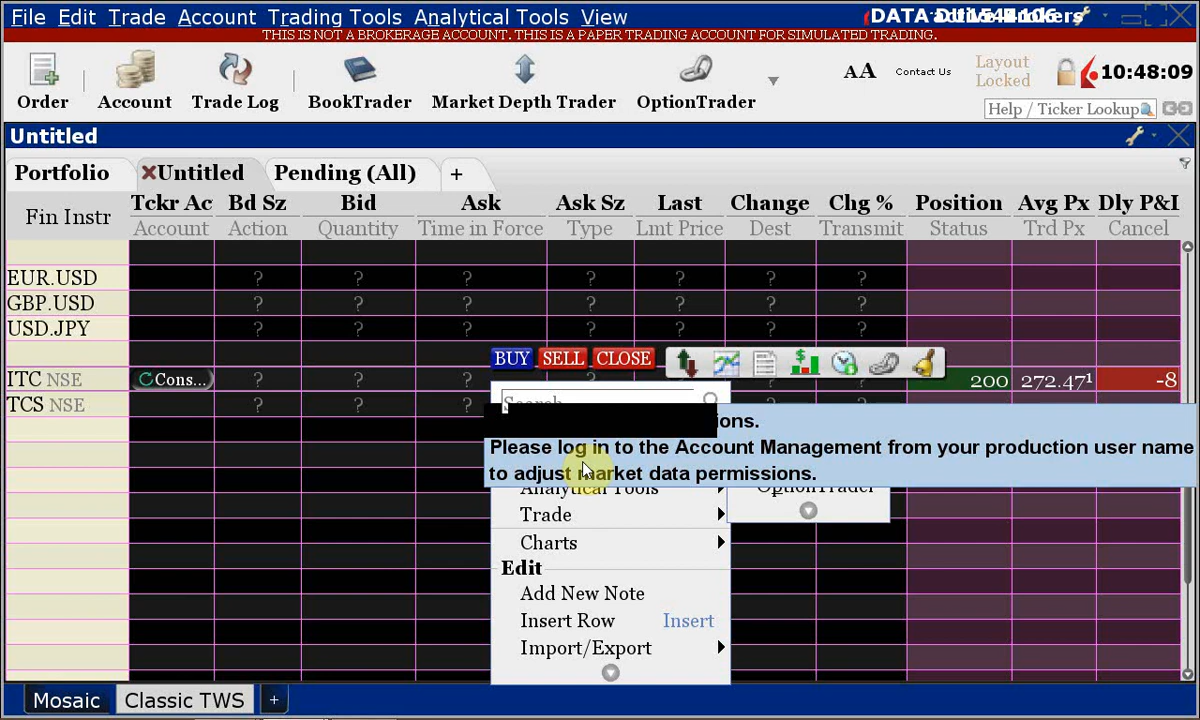 File Edit Trade Account Trading Tools Analytical Tools View
THIS IS NOT A BROKERAGE ACCOUNT. THIS IS A PAPER TRADING ACCOUNT FOR SIMULATED TRADING.
Order Account Trade Log BookTrader Market Depth Trader OptionTrader AA Contact Us Layout Locked 10:48:09
Help / Ticker Lookup
Untitled
Portfolio Untitled Pending (All) +
Fin Instr Tckr Ac Bd Sz Bid Ask Ask Sz Last Change Chg % Position Avg Px Dly P&I
Account Action Quantity Time in Force Type Lmt Price Dest Transmit Status Trd Px Cancel
EUR.USD ? ? ? ? ? ? ?
GBP.USD ? ? ? ? ? ? ?
USD.JPY ? ? ? ? ? ? ?
BUY SELL CLOSE
ITC NSE Cons... ? ? ? ? ? ? ? 200 272.47¹ -8
TCS NSE ? ? ? Search
ions.
Please log in to the Account Management from your production user name
to adjust market data permissions.
Analytical Tools OptionTrader
Trade
Charts
Edit
Add New Note
Insert Row Insert
Import/Export
Mosaic Classic TWS +